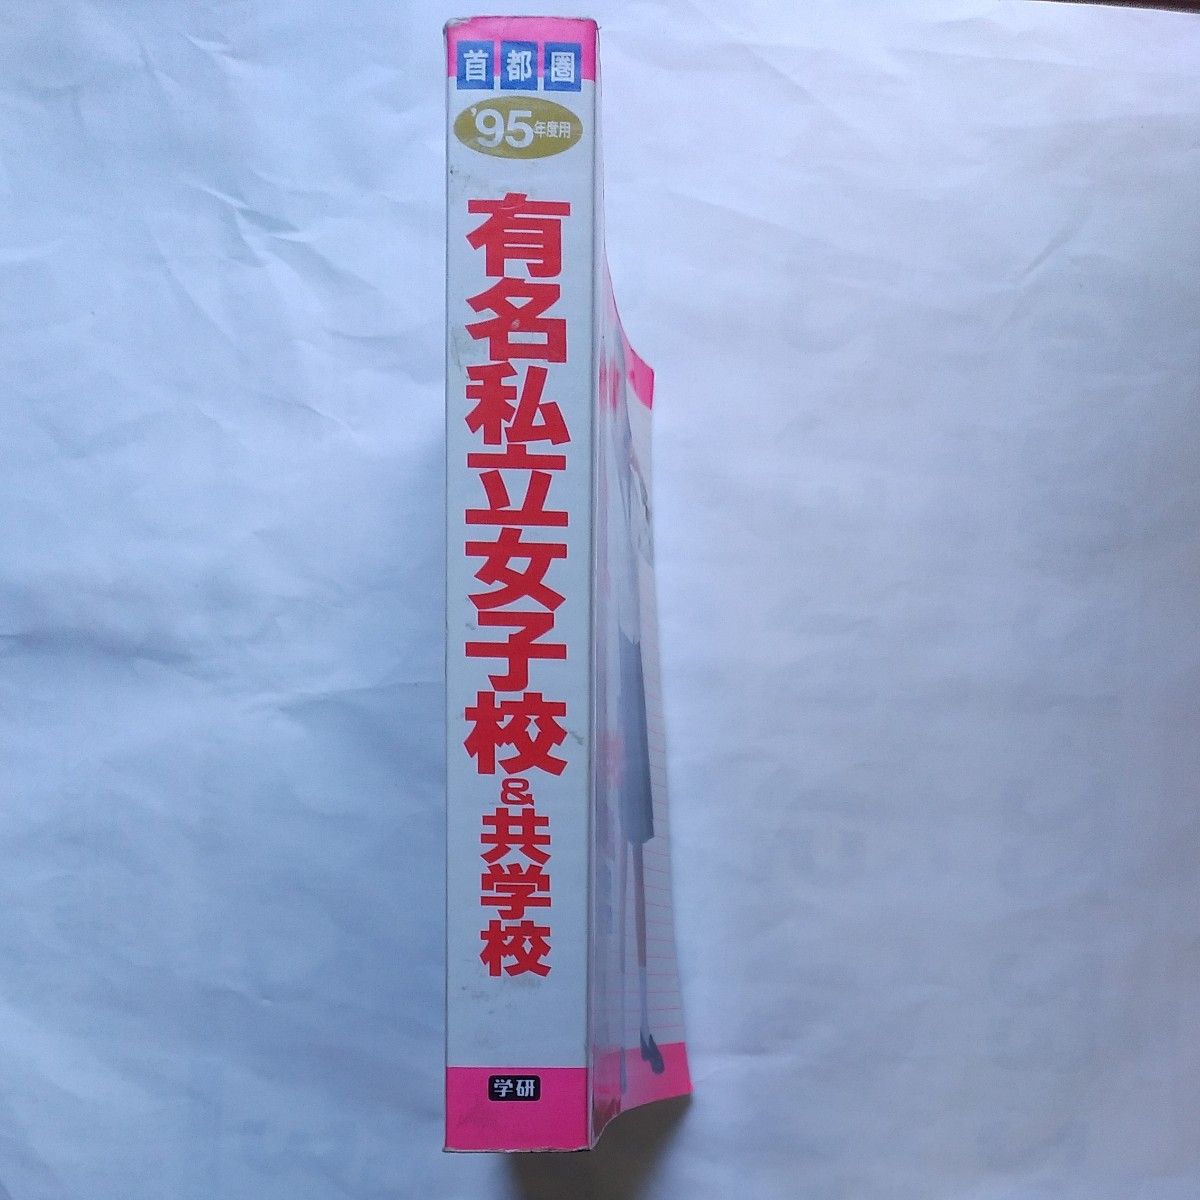 首都圏
'95年度用
有名私立女子校
&共学校
学研